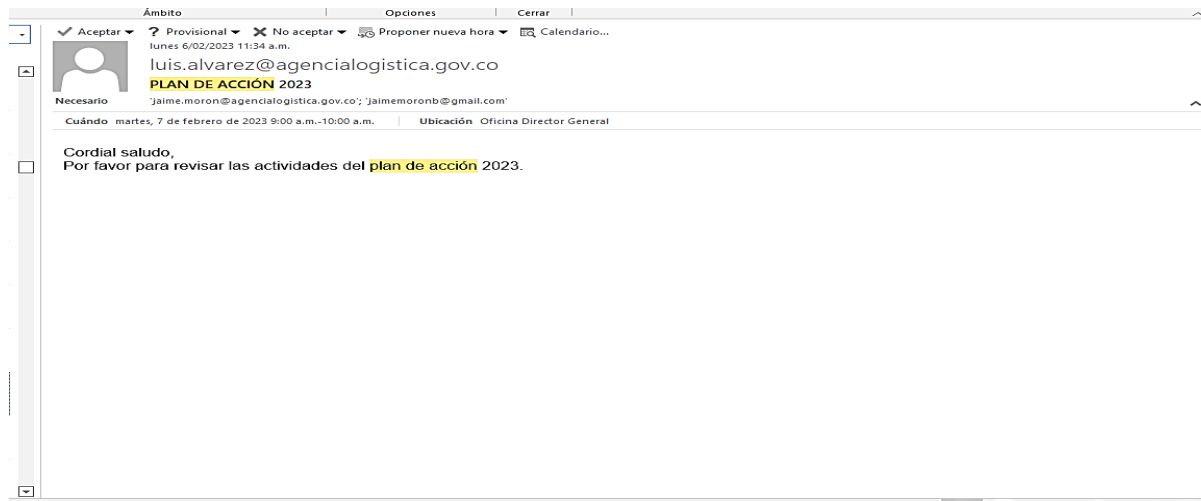 Ámbito Opciones Cerrar
Aceptar ? Provisional No aceptar Proponer nueva hora Calendario...
lunes 6/02/2023 11:34 a.m.
luis.alvarez@agencialogistica.gov.co
PLAN DE ACCIÓN 2023
Necesario 'jaime.moron@agencialogistica.gov.co'; 'jaimemoronb@gmail.com'
Cuándo martes, 7 de febrero de 2023 9:00 a.m.-10:00 a.m. Ubicación Oficina Director General
Cordial saludo,
Por favor para revisar las actividades del plan de acción 2023.